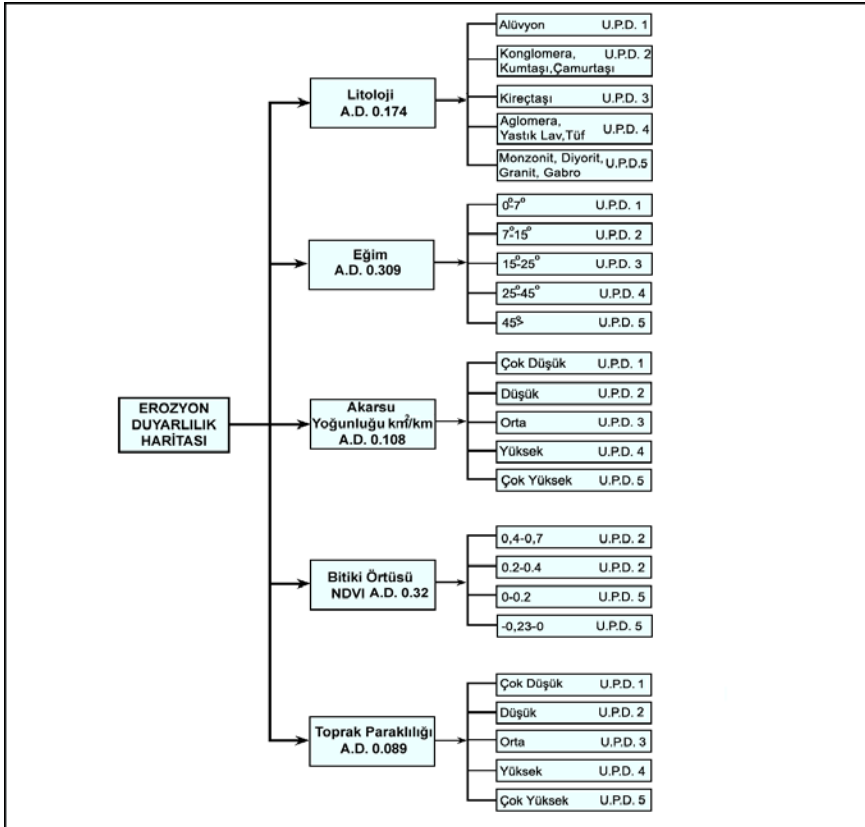 EROZYON
DUYARLILIK
HARİTASI
Litoloji
A.D. 0.174
Alüvyon U.P.D. 1
Konglomera, U.P.D. 2
Kumtaşı,Çamurtaşı
Kireçtaşı U.P.D. 3
Aglomera,
Yastık Lav,Tüf U.P.D. 4
Monzonit, Diyorit, U.P.D.5
Granit, Gabro
Eğim
A.D. 0.309
0°-7° U.P.D. 1
7°-15° U.P.D. 2
15°-25° U.P.D. 3
25°-45° U.P.D. 4
45°> U.P.D. 5
Akarsu
Yoğunluğu km²/km
A.D. 0.108
Çok Düşük U.P.D. 1
Düşük U.P.D. 2
Orta U.P.D. 3
Yüksek U.P.D. 4
Çok Yüksek U.P.D. 5
Bitiki Örtüsü
NDVI A.D. 0.32
0,4-0,7 U.P.D. 2
0.2-0.4 U.P.D. 2
0-0.2 U.P.D. 5
-0,23-0 U.P.D. 5
Toprak Paraklılığı
A.D. 0.089
Çok Düşük U.P.D. 1
Düşük U.P.D. 2
Orta U.P.D. 3
Yüksek U.P.D. 4
Çok Yüksek U.P.D. 5